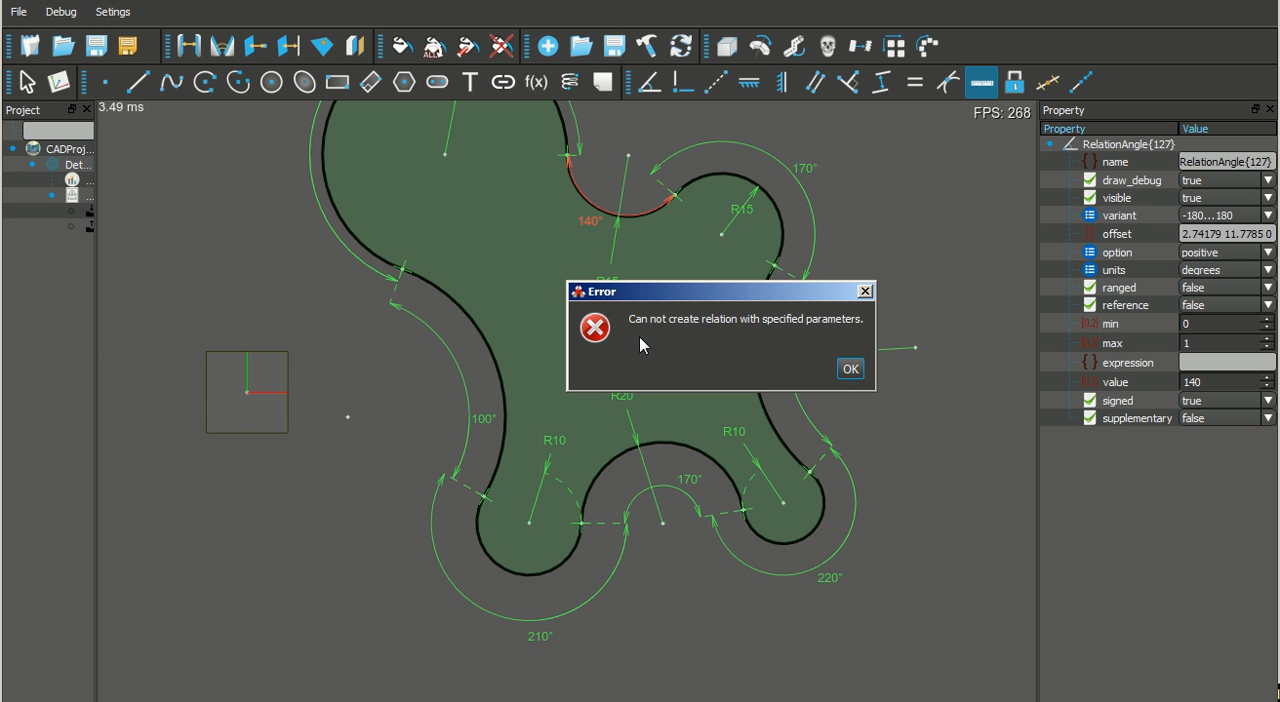 File Debug Setings
ALL
T f(x)
Project
3.49 ms
FPS: 268
Property
Property Value
CADProj...
Det...
...
...
RelationAngle{127}
name RelationAngle{127}
draw_debug true
visible true
variant -180...180
offset 2.74179 11.7785 0
option positive
units degrees
ranged false
reference false
min 0
max 1
expression
value 140
signed true
supplementary false
170°
R15
140°
R15
Error
Can not create relation with specified parameters.
OK
R20
100°
R10
R10
170°
220°
210°